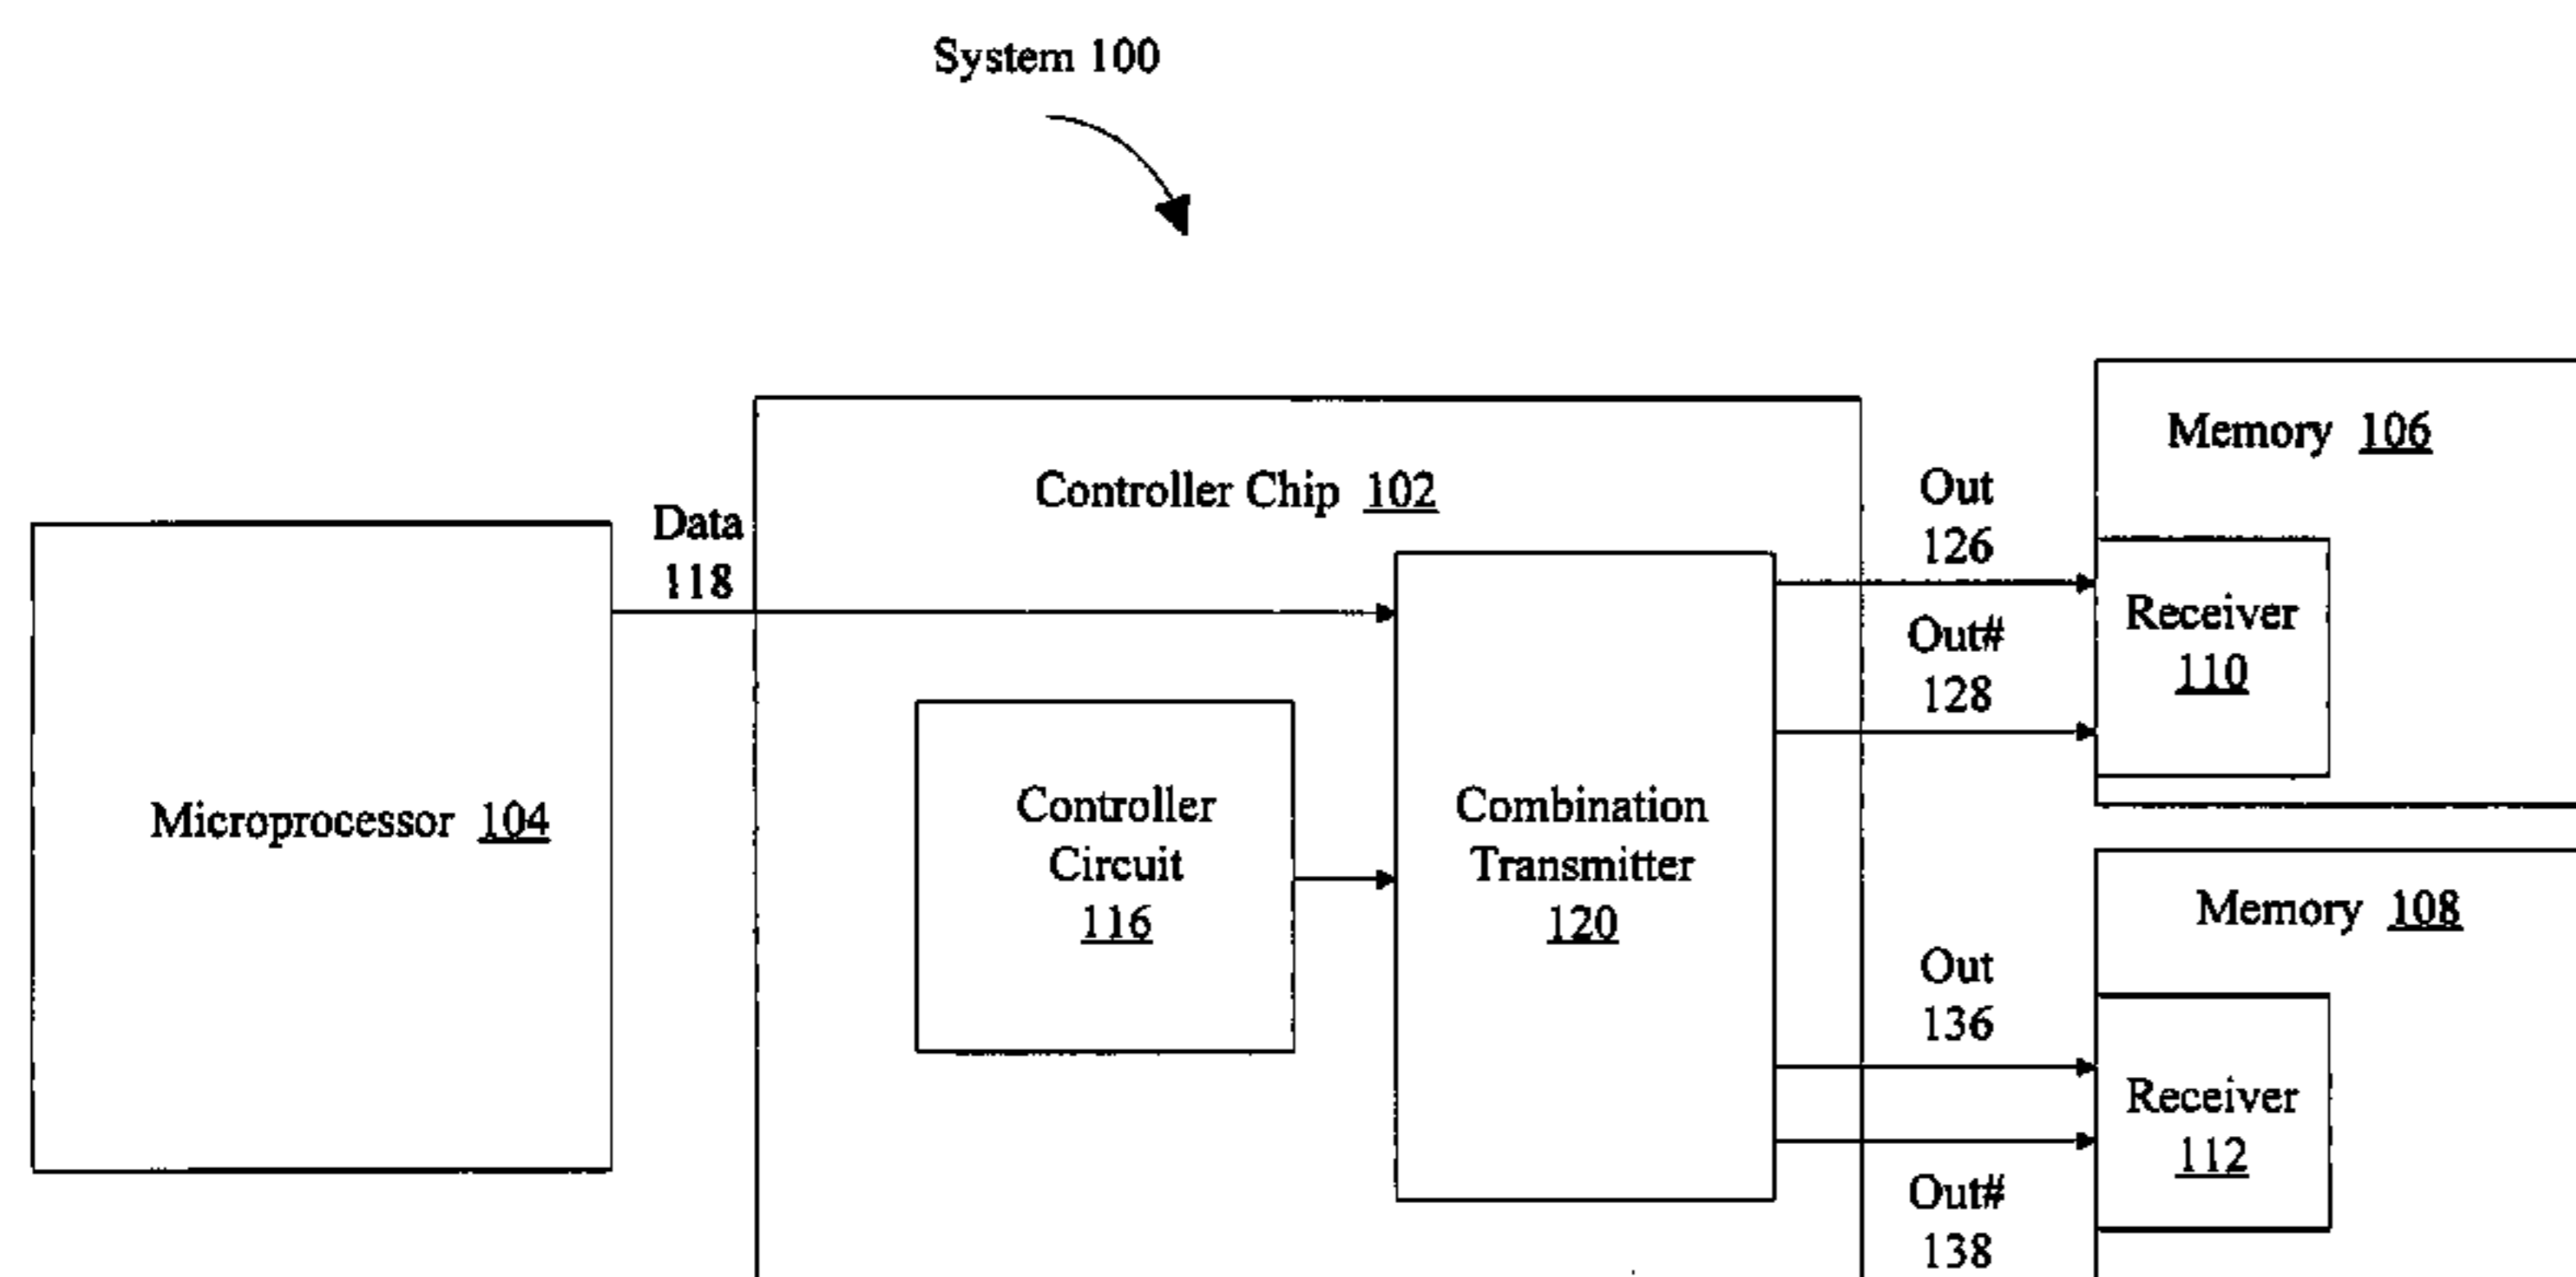 System 100
Controller Chip 102
Data
118
Microprocessor 104
Controller
Circuit
116
Combination
Transmitter
120
Out
126
Out#
128
Out
136
Out#
138
Memory 106
Receiver
110
Memory 108
Receiver
112